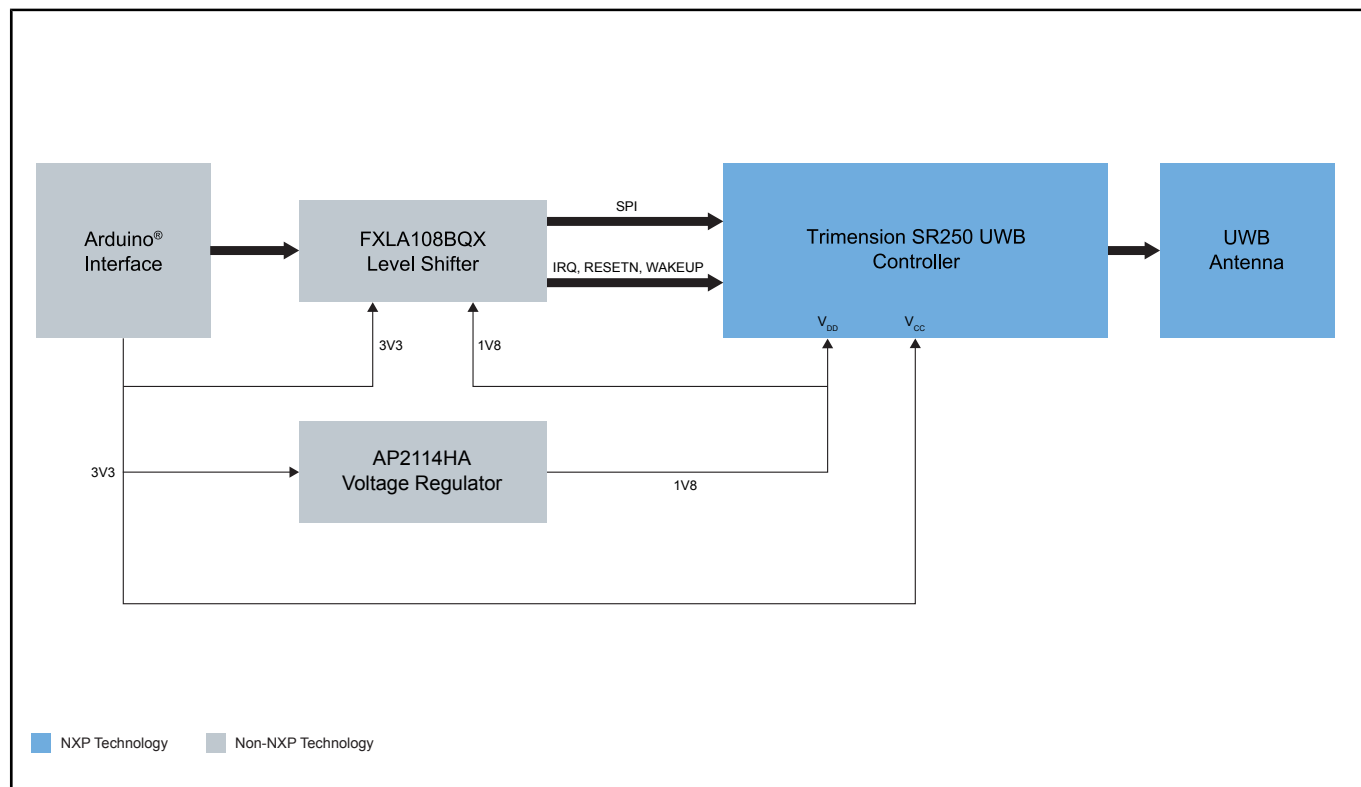 Arduino®
Interface
FXLA108BQX
Level Shifter
SPI
IRQ, RESETN, WAKEUP
Trimension SR250 UWB
Controller
UWB
Antenna
VDD
VCC
3V3
1V8
3V3
AP2114HA
Voltage Regulator
1V8
NXP Technology
Non-NXP Technology